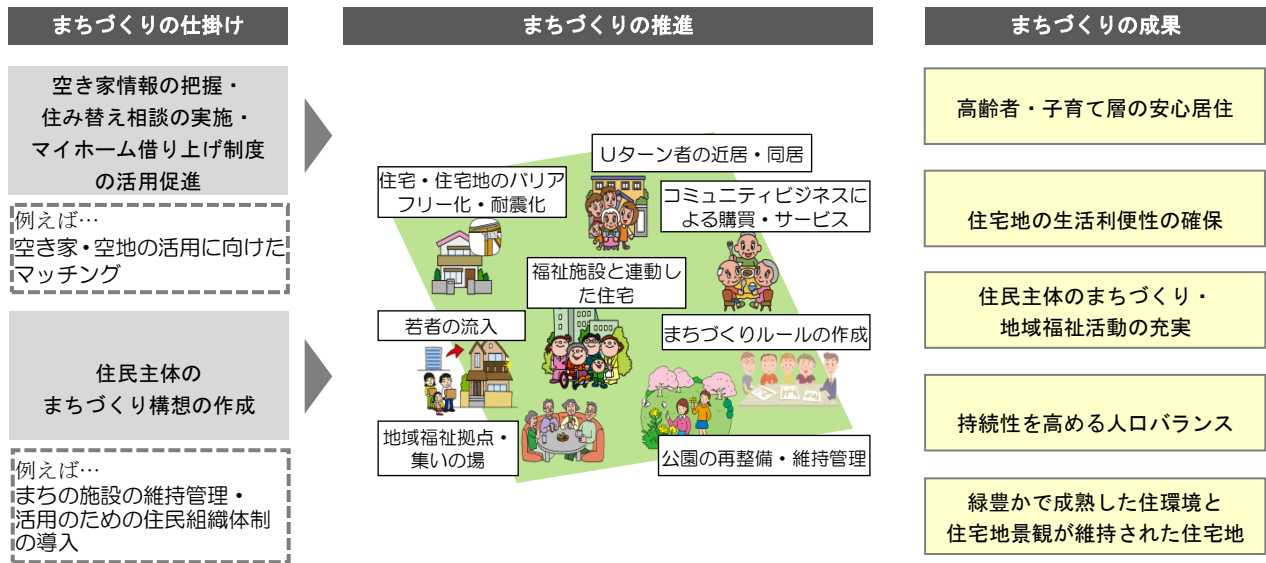 まちづくりの仕掛け
空き家情報の把握・
住み替え相談の実施・
マイホーム借り上げ制度
の活用促進
例えば…
空き家・空地の活用に向けた
マッチング
住民主体の
まちづくり構想の作成
例えば…
まちの施設の維持管理・
活用のための住民組織体制
の導入
まちづくりの推進
Uターン者の近居・同居
住宅・住宅地のバリア
フリー化・耐震化
コミュニティビジネスに
よる購買・サービス
福祉施設と連動し
た住宅
若者の流入
まちづくりルールの作成
地域福祉拠点・
集いの場
公園の再整備・維持管理
まちづくりの成果
高齢者・子育て層の安心居住
住宅地の生活利便性の確保
住民主体のまちづくり・
地域福祉活動の充実
持続性を高める人口バランス
緑豊かで成熟した住環境と
住宅地景観が維持された住宅地